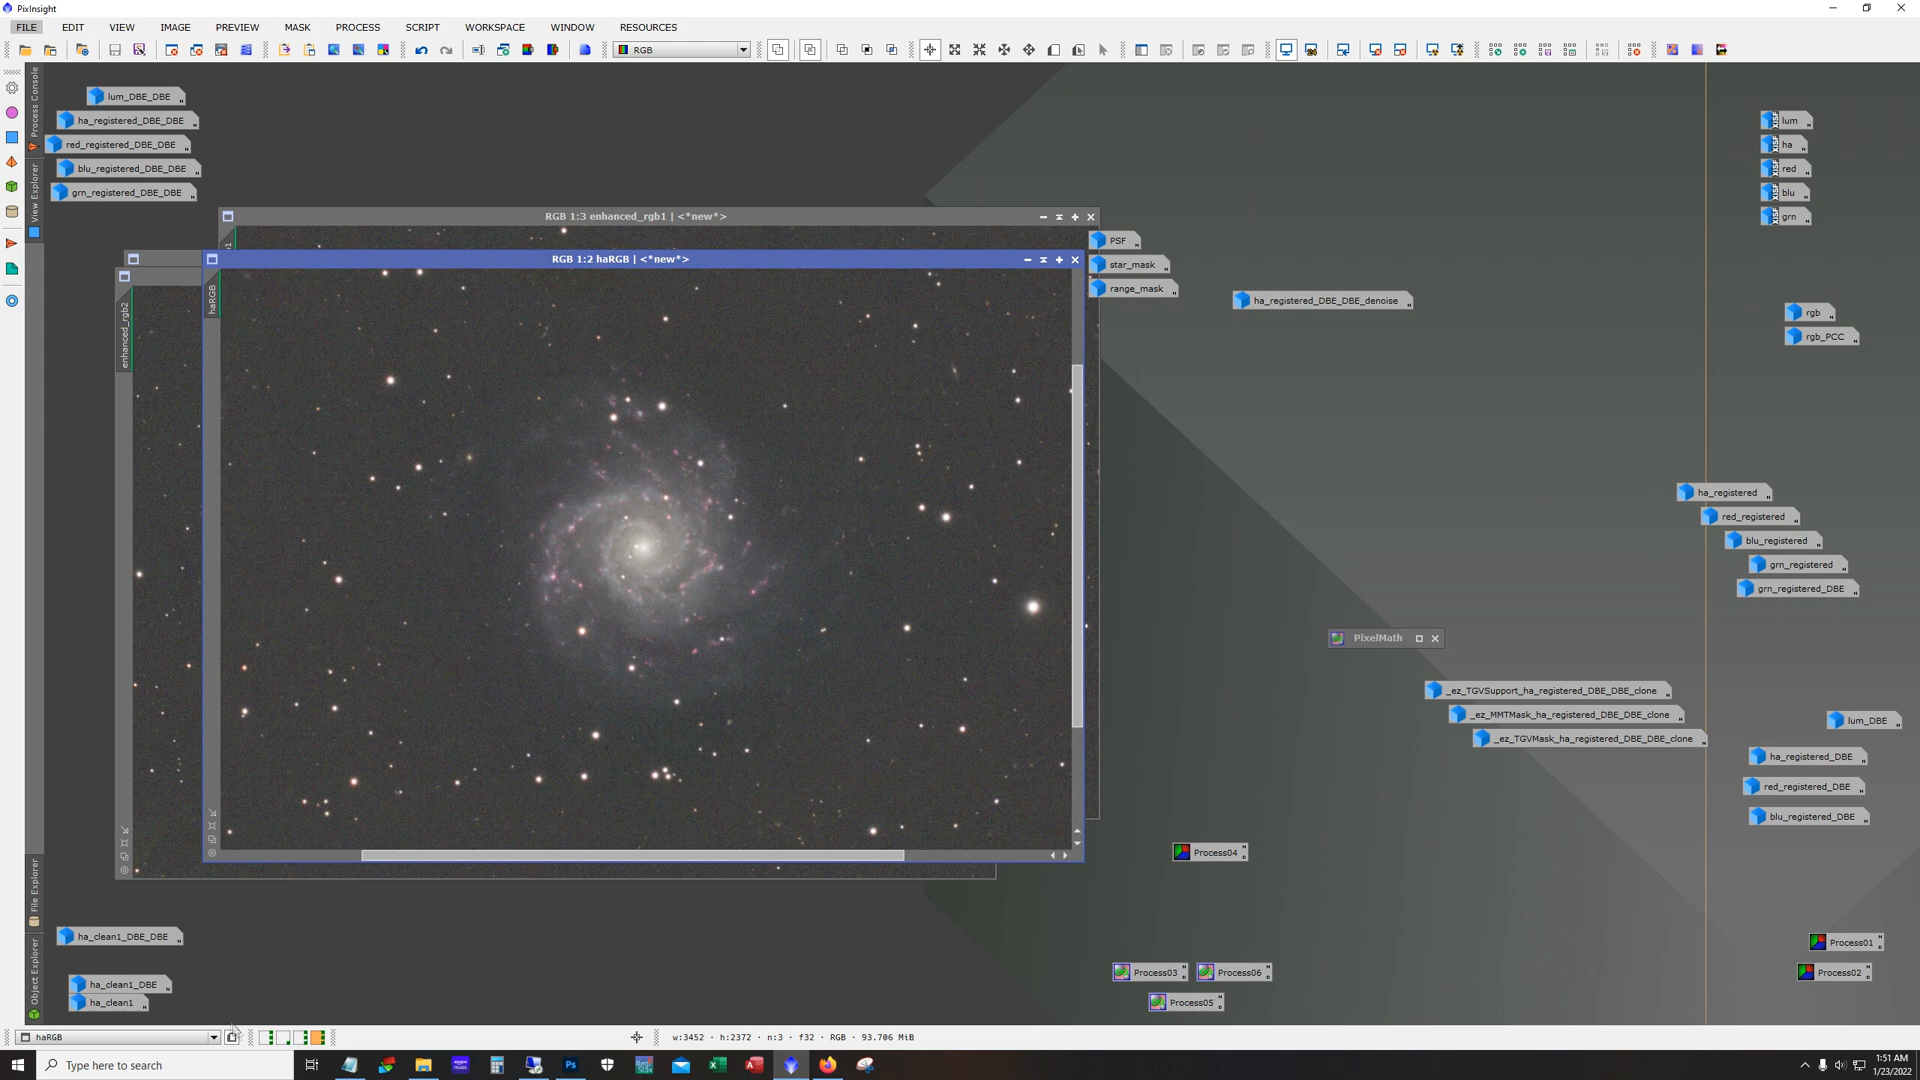 PixInsight
FILE EDIT VIEW IMAGE PREVIEW MASK PROCESS SCRIPT WORKSPACE WINDOW RESOURCES
RGB
Process Console
View Explorer
File Explorer
Object Explorer
lum_DBE_DBE
ha_registered_DBE_DBE
red_registered_DBE_DBE
blu_registered_DBE_DBE
grn_registered_DBE_DBE
RGB 1:3 enhanced_rgb1 | <*new*>
RGB 1:2 haRGB | <*new*>
haRGB
enhanced_rgb2
PSF
star_mask
range_mask
ha_registered_DBE_DBE_denoise
lum
ha
red
blu
grn
rgb
rgb_PCC
ha_registered
red_registered
blu_registered
grn_registered
grn_registered_DBE
PixelMath
_ez_TGVSupport_ha_registered_DBE_DBE_clone
_ez_MMTMask_ha_registered_DBE_DBE_clone
_ez_TGVMask_ha_registered_DBE_DBE_clone
lum_DBE
ha_registered_DBE
red_registered_DBE
blu_registered_DBE
Process04
ha_clean1_DBE_DBE
ha_clean1_DBE
ha_clean1
Process03
Process06
Process05
Process01
Process02
haRGB
w:3452 · h:2372 · n:3 · f32 · RGB · 93.706 MiB
Type here to search
1:51 AM
1/23/2022